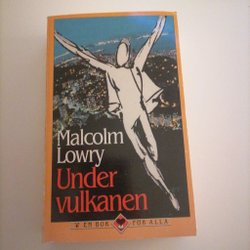 Malcolm
Lowry
Under
vulkanen
EN BOK FÖR ALLA